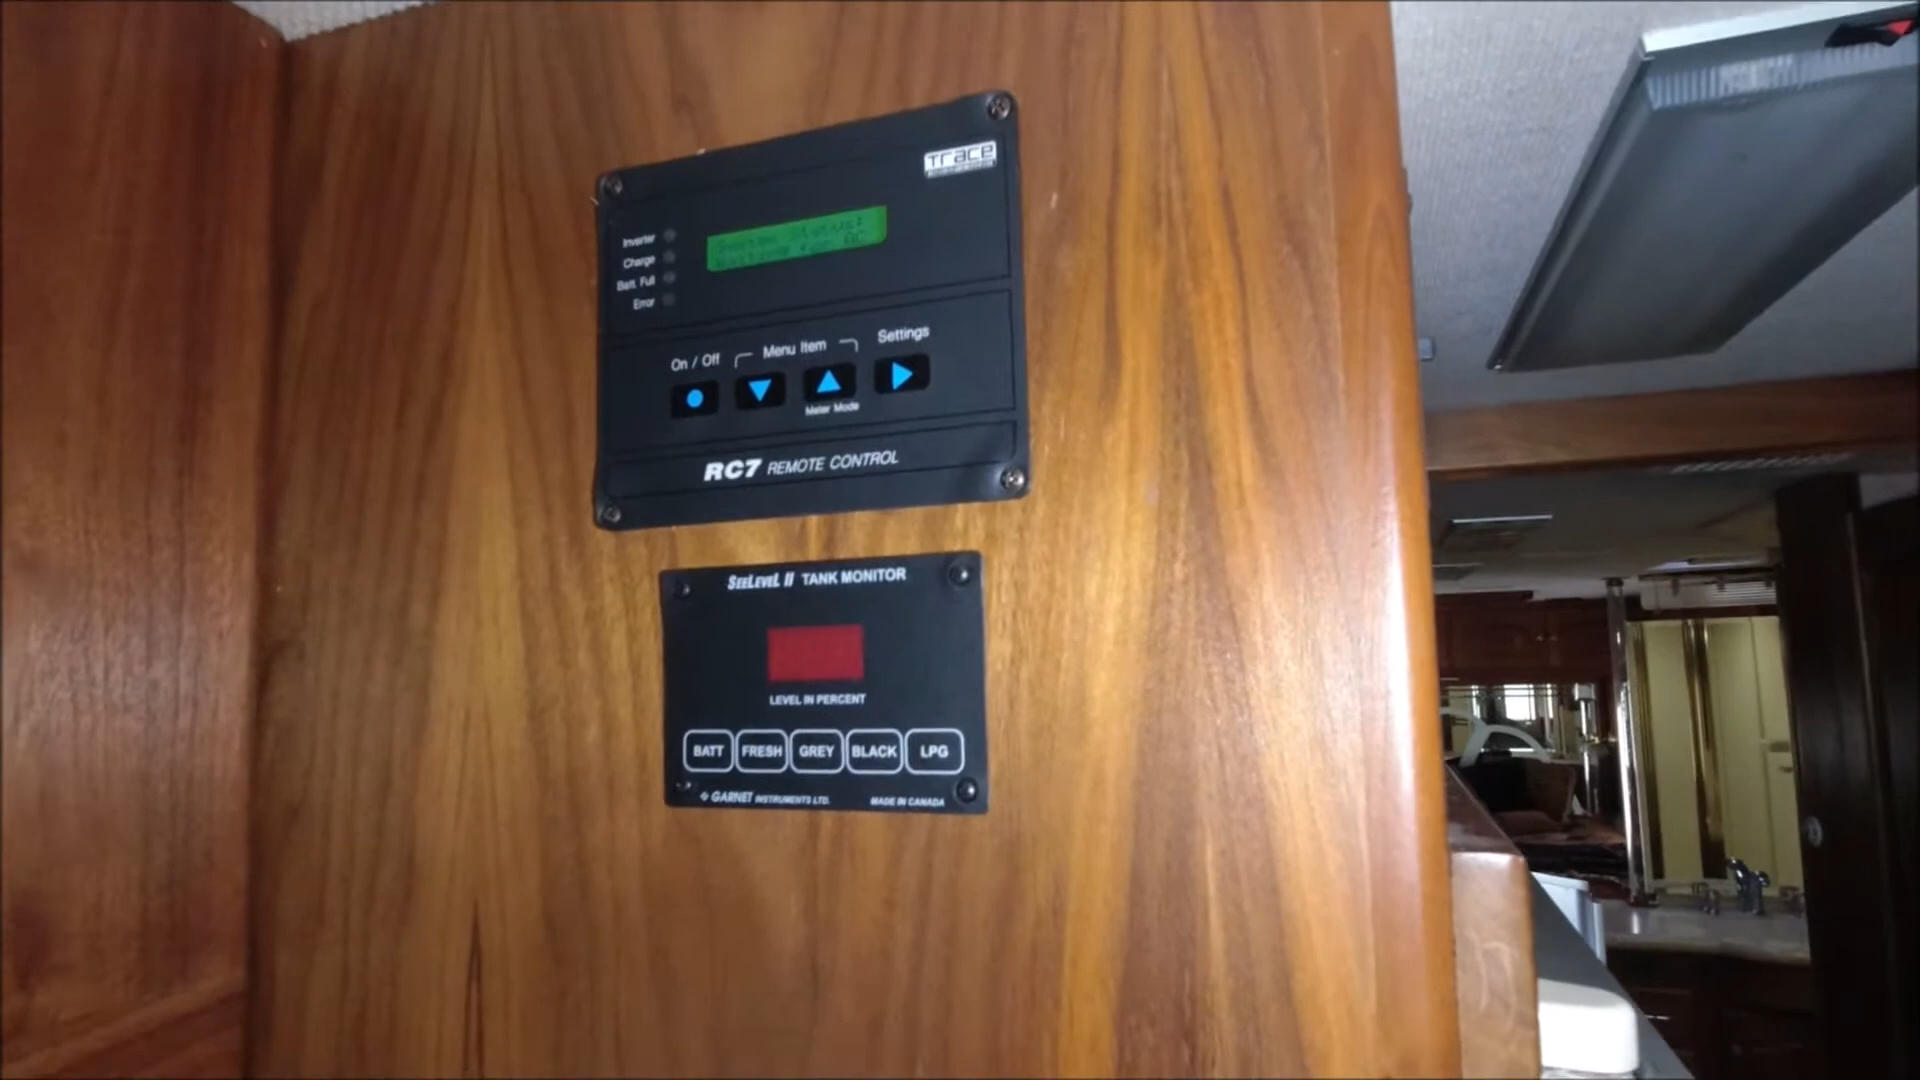 Trace
Inverter
Charge
Batt. Full
Error
On / Off
Menu Item
Settings
Meter Mode
RC7 REMOTE CONTROL
SEELEVEL II TANK MONITOR
LEVEL IN PERCENT
BATT FRESH GREY BLACK LPG
GARNET INSTRUMENTS LTD. MADE IN CANADA